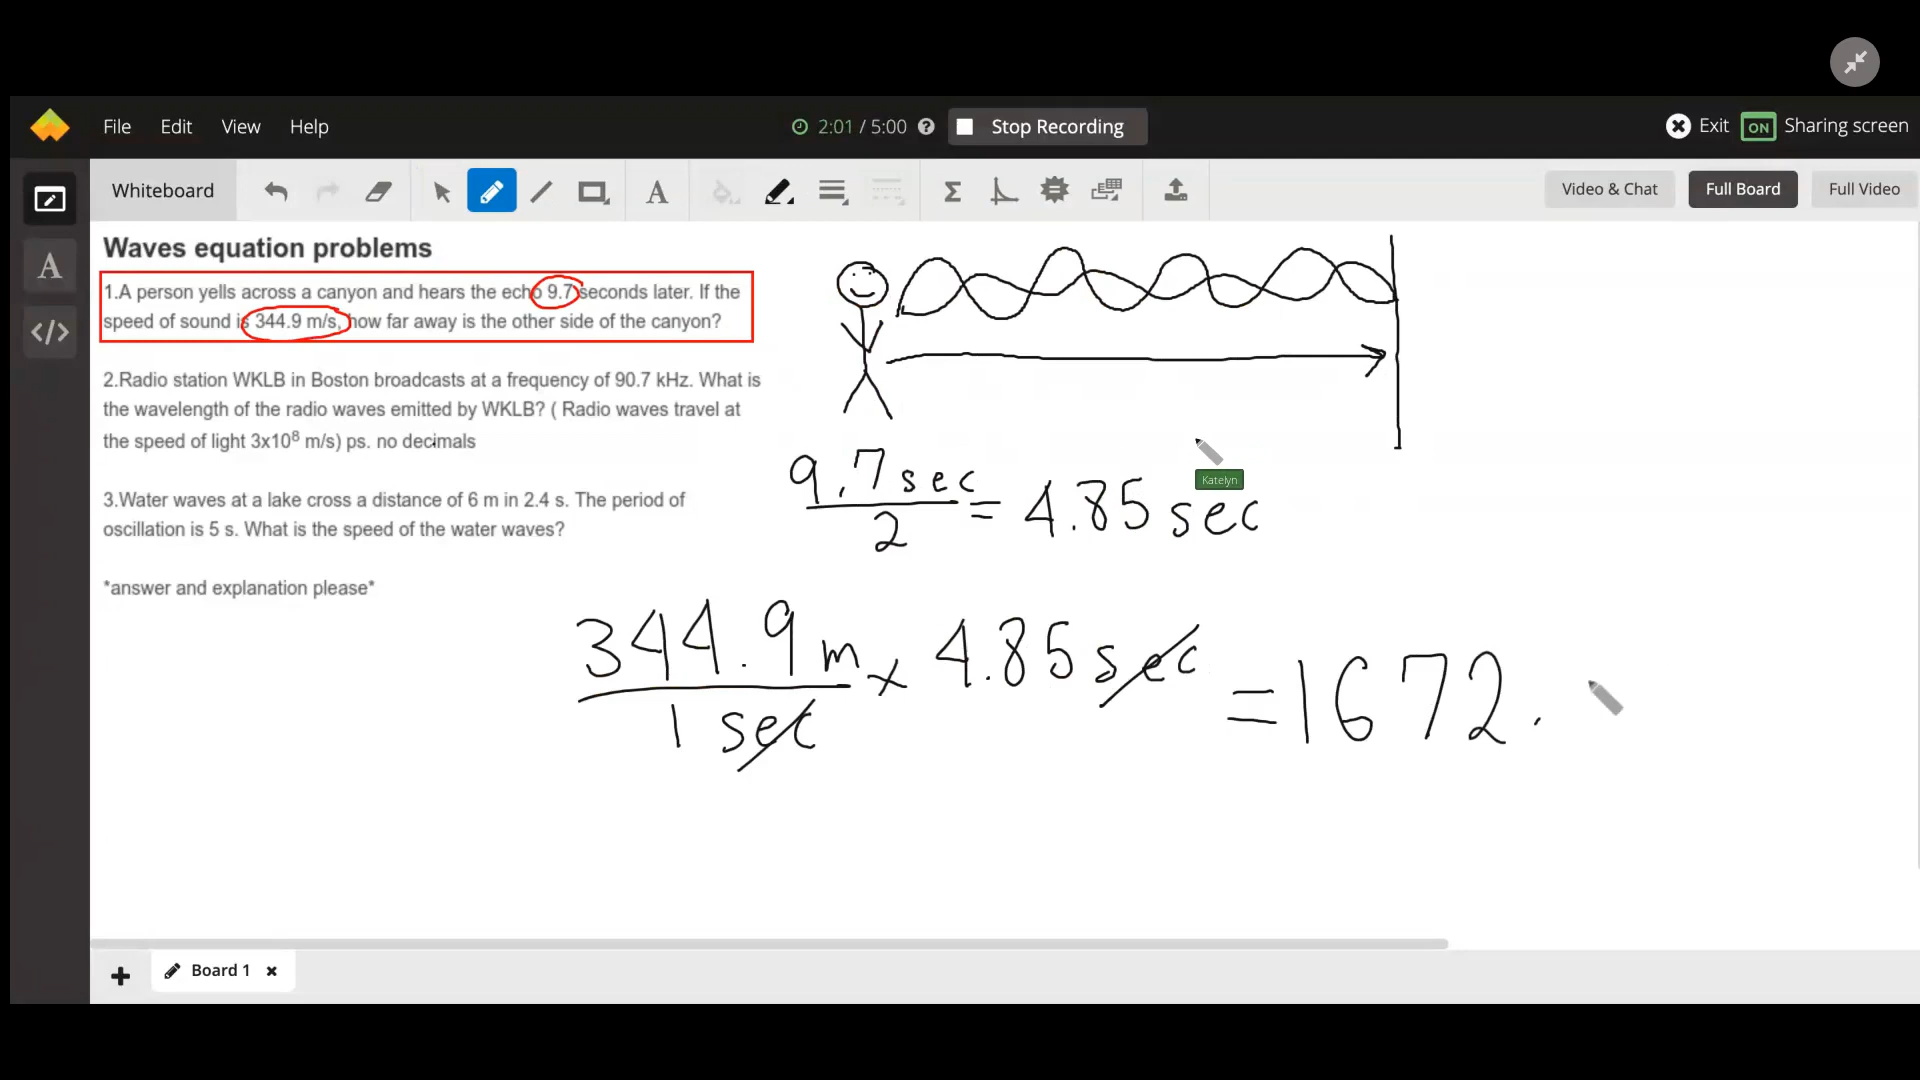 File Edit View Help 2:01 / 5:00 ? Stop Recording Exit ON Sharing screen
Whiteboard A Σ Video & Chat Full Board Full Video
A
</>
Waves equation problems
1.A person yells across a canyon and hears the echo 9.7 seconds later. If the
speed of sound is 344.9 m/s, how far away is the other side of the canyon?
2.Radio station WKLB in Boston broadcasts at a frequency of 90.7 kHz. What is
the wavelength of the radio waves emitted by WKLB? ( Radio waves travel at
the speed of light 3x10⁸ m/s) ps. no decimals
3.Water waves at a lake cross a distance of 6 m in 2.4 s. The period of
oscillation is 5 s. What is the speed of the water waves?
*answer and explanation please*
Katelyn
9.7 sec
2
= 4.85 sec
344.9 m
1 sec
x 4.85 sec = 1672.
+ Board 1 ×